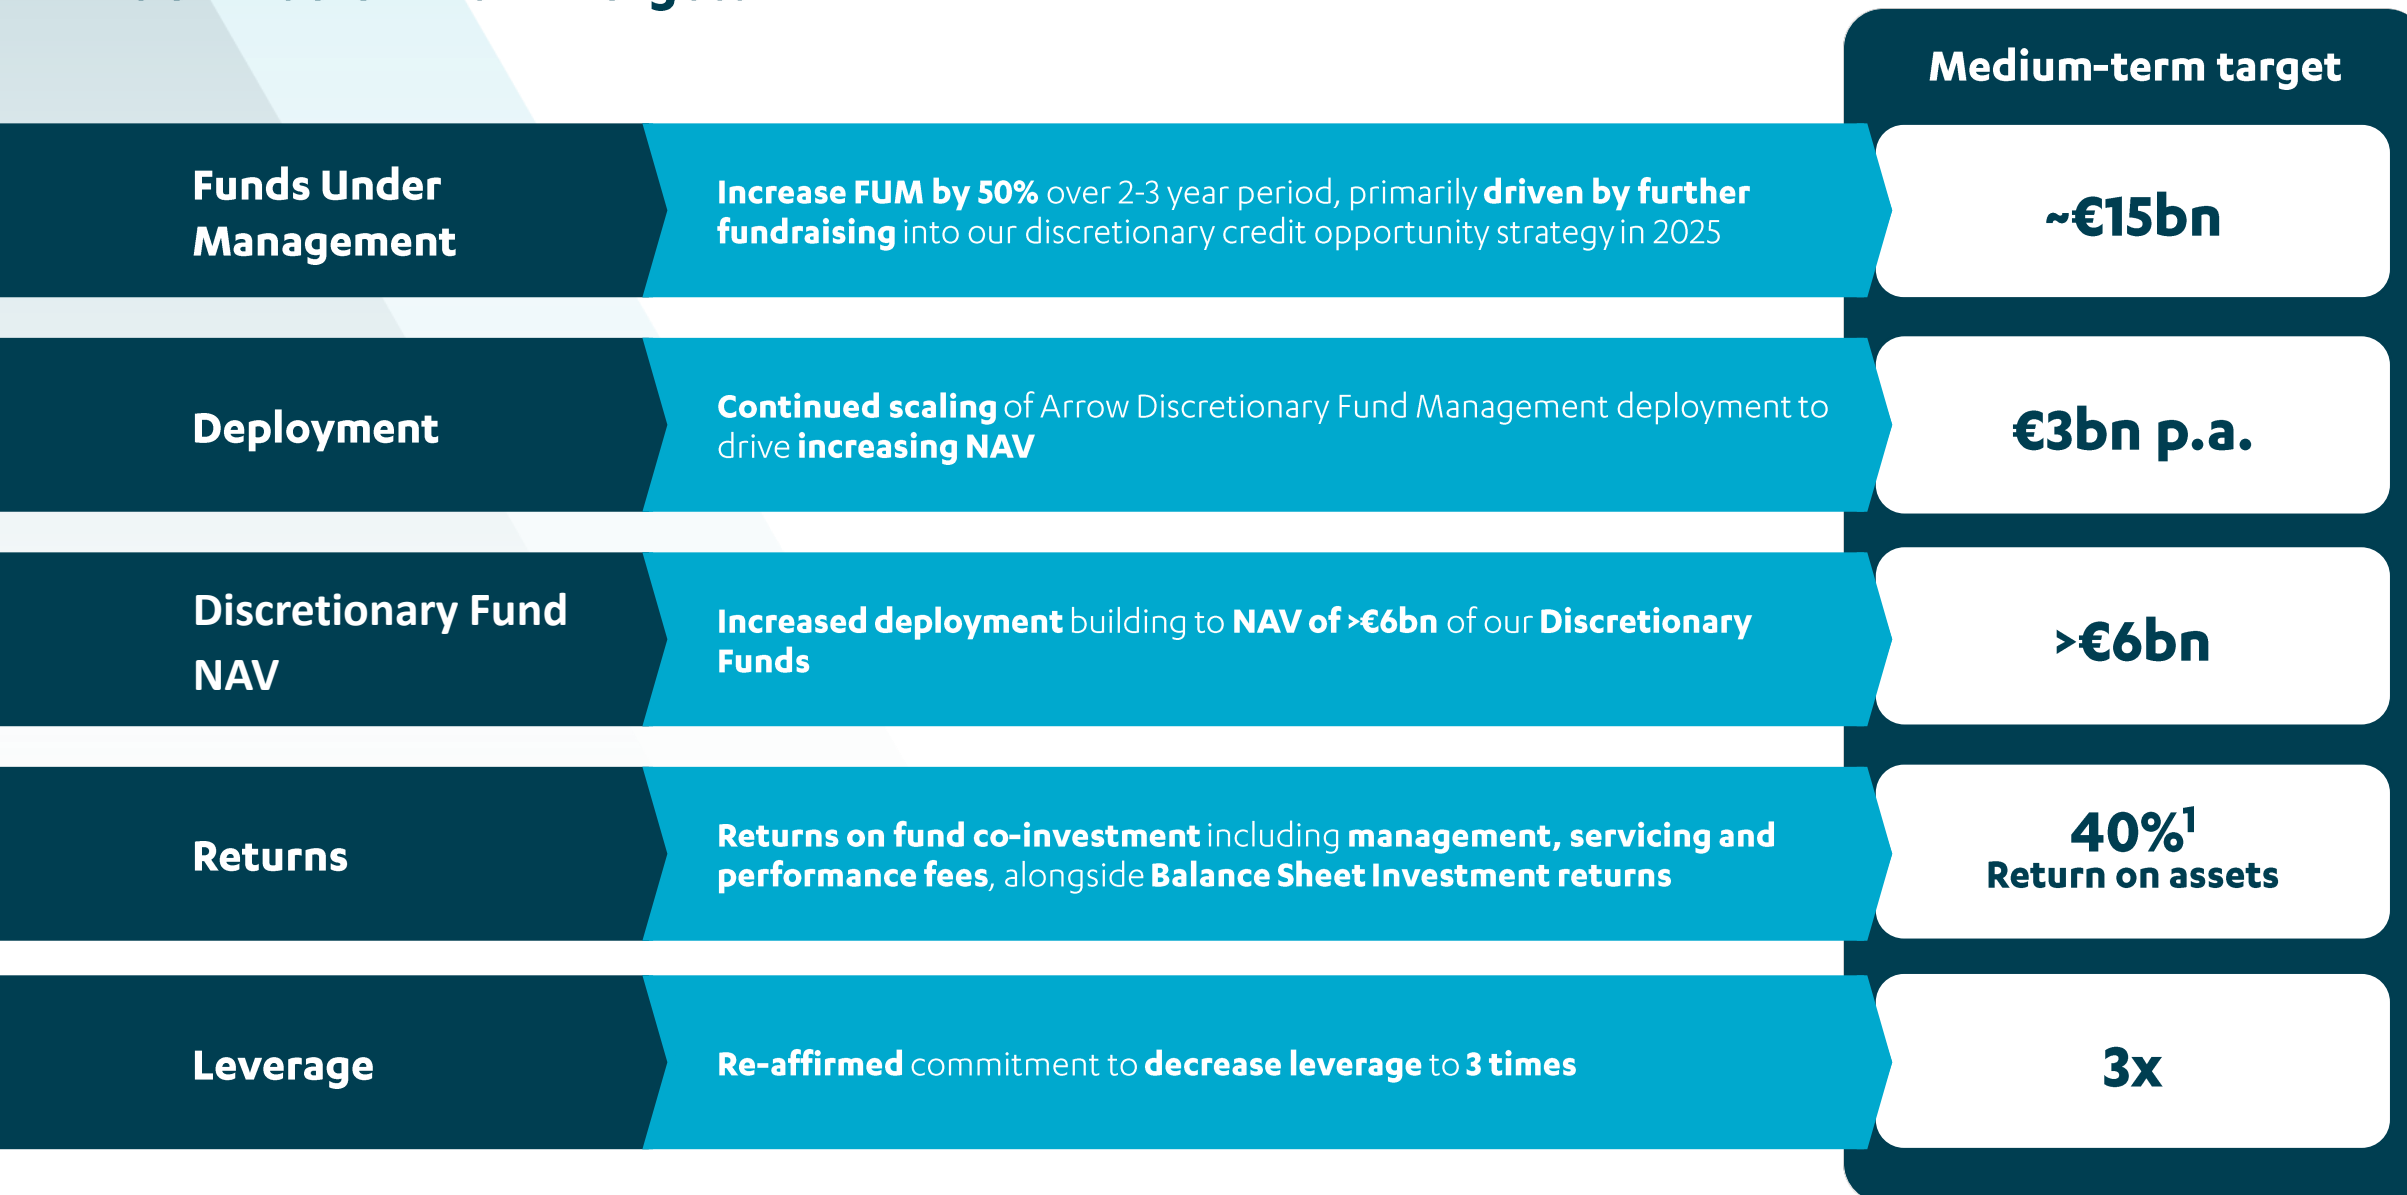 Medium-term target
Funds Under
Management
Increase FUM by 50% over 2-3 year period, primarily driven by further
fundraising into our discretionary credit opportunity strategy in 2025
~€15bn
Deployment
Continued scaling of Arrow Discretionary Fund Management deployment to
drive increasing NAV
€3bn p.a.
Discretionary Fund
NAV
Increased deployment building to NAV of >€6bn of our Discretionary
Funds
>€6bn
Returns
Returns on fund co-investment including management, servicing and
performance fees, alongside Balance Sheet Investment returns
40%¹
Return on assets
Leverage
Re-affirmed commitment to decrease leverage to 3 times
3x